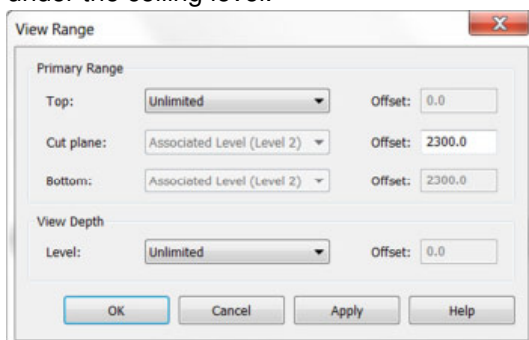 under the ceiling level.
View Range
X
Primary Range
Top: Unlimited Offset: 0.0
Cut plane: Associated Level (Level 2) Offset: 2300.0
Bottom: Associated Level (Level 2) Offset: 2300.0
View Depth
Level: Unlimited Offset: 0.0
OK Cancel Apply Help